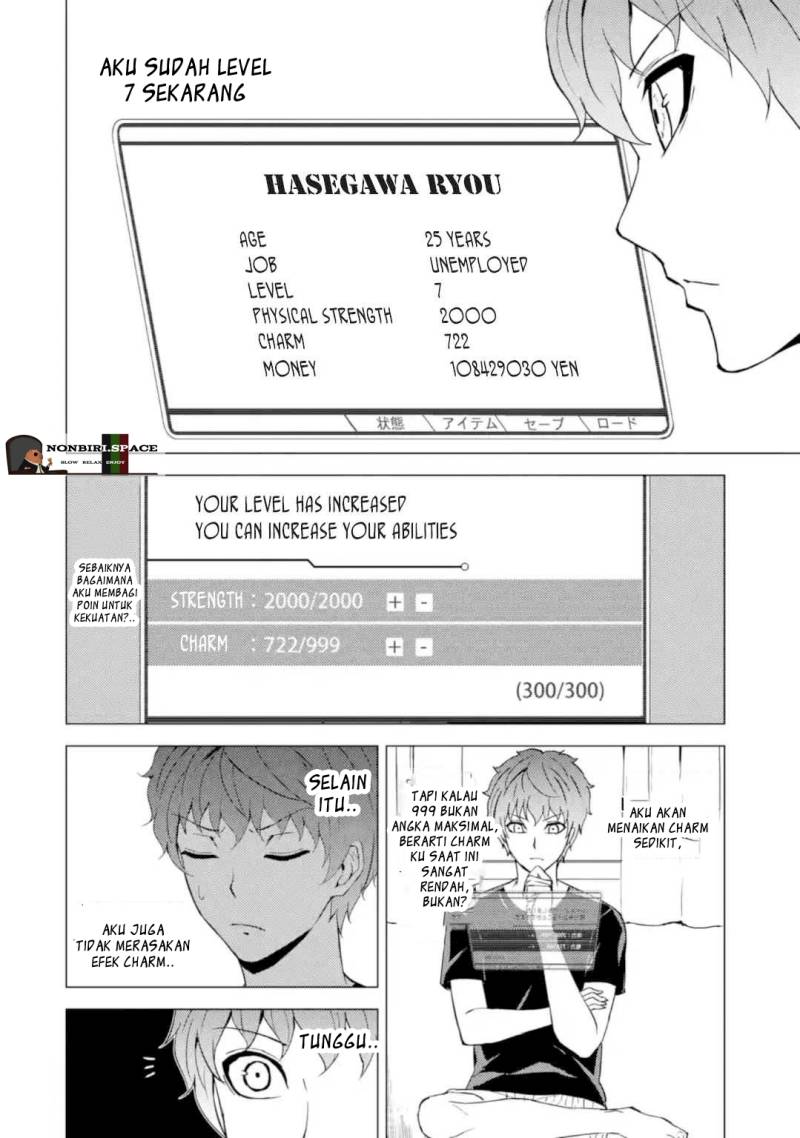 AKU SUDAH LEVEL
7 SEKARANG
HASEGAWA RYOU
AGE 25 YEARS
JOB UNEMPLOYED
LEVEL 7
PHYSICAL STRENGTH 2000
CHARM 722
MONEY 108429030 YEN
状態 アイテム セーブ ロード
NONBIRI.SPACE
SLOW RELAX ENJOY
YOUR LEVEL HAS INCREASED
YOU CAN INCREASE YOUR ABILITIES
SEBAIKNYA
BAGAIMANA
AKU MEMBAGI
POIN UNTUK
KEKUATAN?..
STRENGTH : 2000/2000 + -
CHARM : 722/999 + -
(300/300)
SELAIN
ITU..
AKU JUGA
TIDAK MERASAKAN
EFEK CHARM..
TAPI KALAU
999 BUKAN
ANGKA MAKSIMAL,
BERARTI CHARM
KU SAAT INI
SANGAT
RENDAH,
BUKAN?
AKU AKAN
MENAIKAN CHARM
SEDIKIT,
TUNGGU..